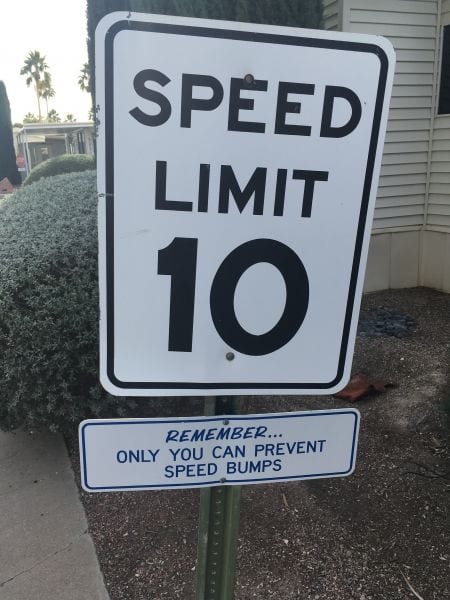 SPEED
LIMIT
10
REMEMBER...
ONLY YOU CAN PREVENT
SPEED BUMPS